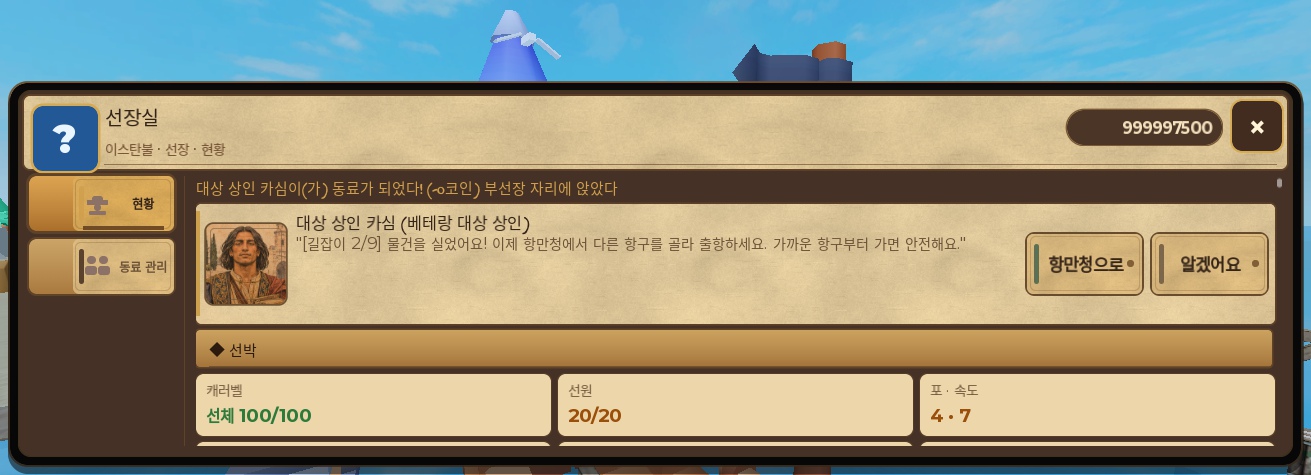 ?
선장실
이스탄불 · 선장 · 현황
999997500
×
현황
동료 관리
대상 상인 카심이(가) 동료가 되었다! (-0코인) 부선장 자리에 앉았다
대상 상인 카심 (베테랑 대상 상인)
"[길잡이 2/9] 물건을 실었어요! 이제 항만청에서 다른 항구를 골라 출항하세요. 가까운 항구부터 가면 안전해요."
항만청으로
알겠어요
◆ 선박
캐러벨
선체 100/100
선원
20/20
포 · 속도
4 · 7